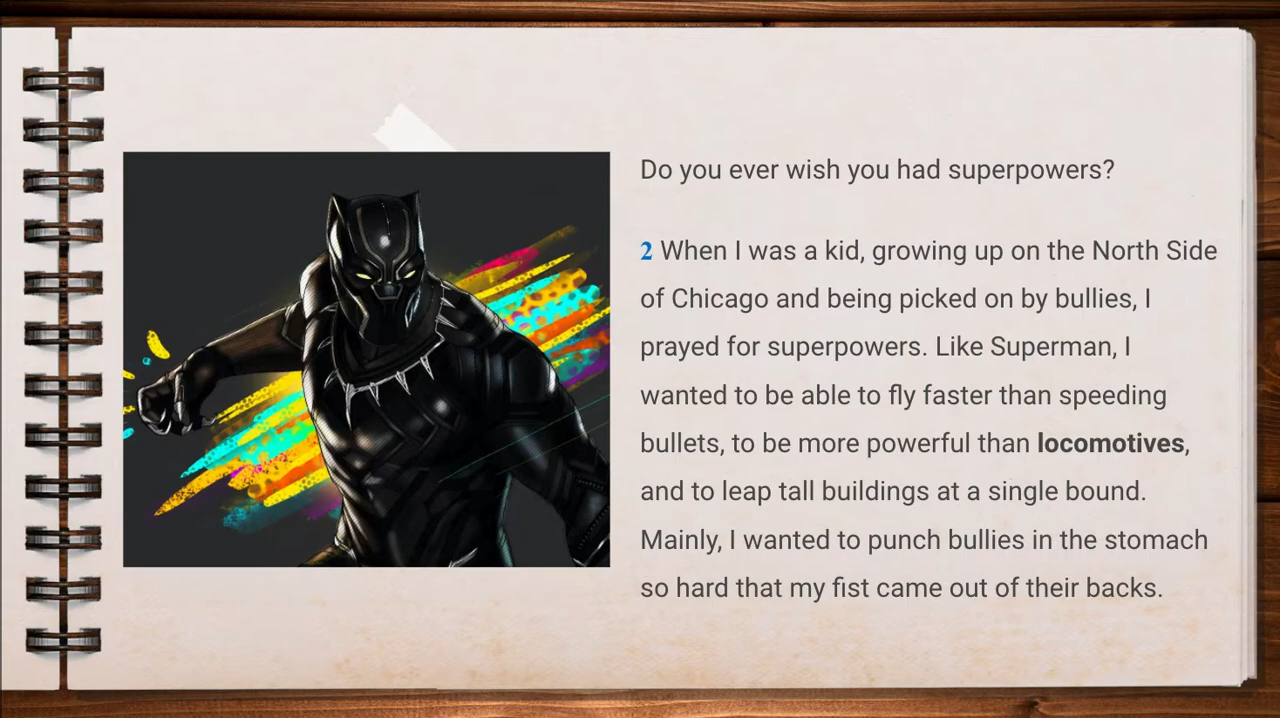 Do you ever wish you had superpowers?
2 When I was a kid, growing up on the North Side
of Chicago and being picked on by bullies, I
prayed for superpowers. Like Superman, I
wanted to be able to fly faster than speeding
bullets, to be more powerful than locomotives,
and to leap tall buildings at a single bound.
Mainly, I wanted to punch bullies in the stomach
so hard that my fist came out of their backs.